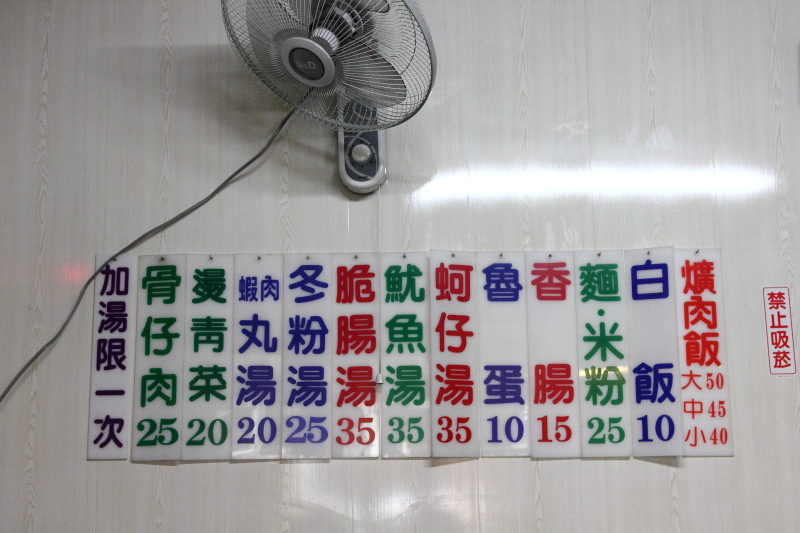 S&D
爌肉飯
大50
中45
小40
白飯10
麵·米粉25
香腸15
魯蛋10
蚵仔湯35
魷魚湯35
脆腸湯35
冬粉湯25
蝦肉丸湯20
燙青菜20
骨仔肉25
加湯限一次
禁止吸菸